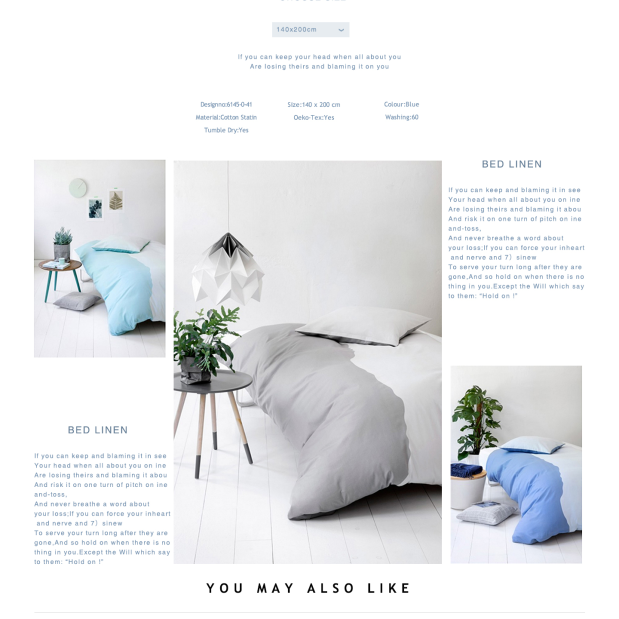 140x200cm
If you can keep your head when all about you
Are losing theirs and blaming it on you
Designno:6145-0-41
Size:140 x 200 cm
Colour:Blue
Material:Cotton Statin
Oeko-Tex:Yes
Washing:60
Tumble Dry:Yes
BED LINEN
If you can keep and blaming it in see
Your head when all about you on ine
Are losing theirs and blaming it abou
And risk it on one turn of pitch on ine
and-toss,
And never breathe a word about
your loss;If you can force your inheart
and nerve and 7) sinew
To serve your turn long after they are
gone,And so hold on when there is no
thing in you.Except the Will which say
to them: "Hold on !"
BED LINEN
If you can keep and blaming it in see
Your head when all about you on ine
Are losing theirs and blaming it abou
And risk it on one turn of pitch on ine
and-toss,
And never breathe a word about
your loss;If you can force your inheart
and nerve and 7) sinew
To serve your turn long after they are
gone,And so hold on when there is no
thing in you.Except the Will which say
to them: "Hold on !"
YOU MAY ALSO LIKE